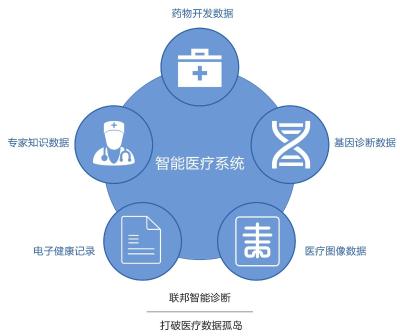 药物开发数据
专家知识数据
基因诊断数据
智能医疗系统
电子健康记录
医疗图像数据
联邦智能诊断
打破医疗数据孤岛